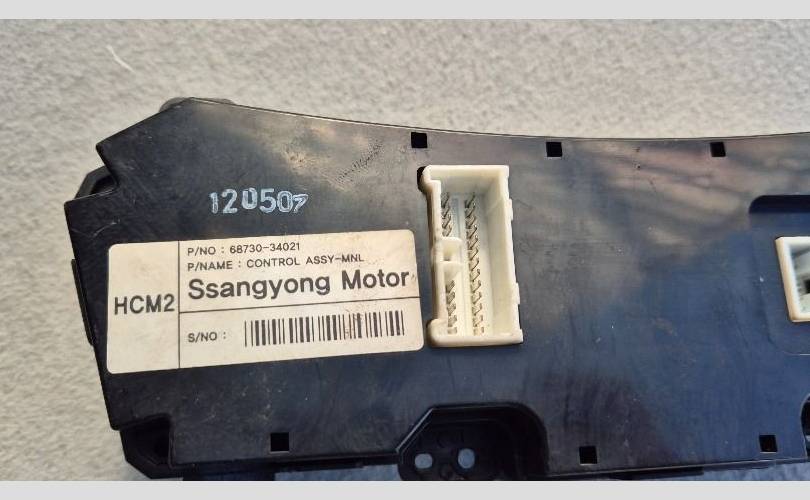 120507
P/NO : 68730-34021
P/NAME : CONTROL ASSY-MNL
HCM2
Ssangyong Motor
S/NO :